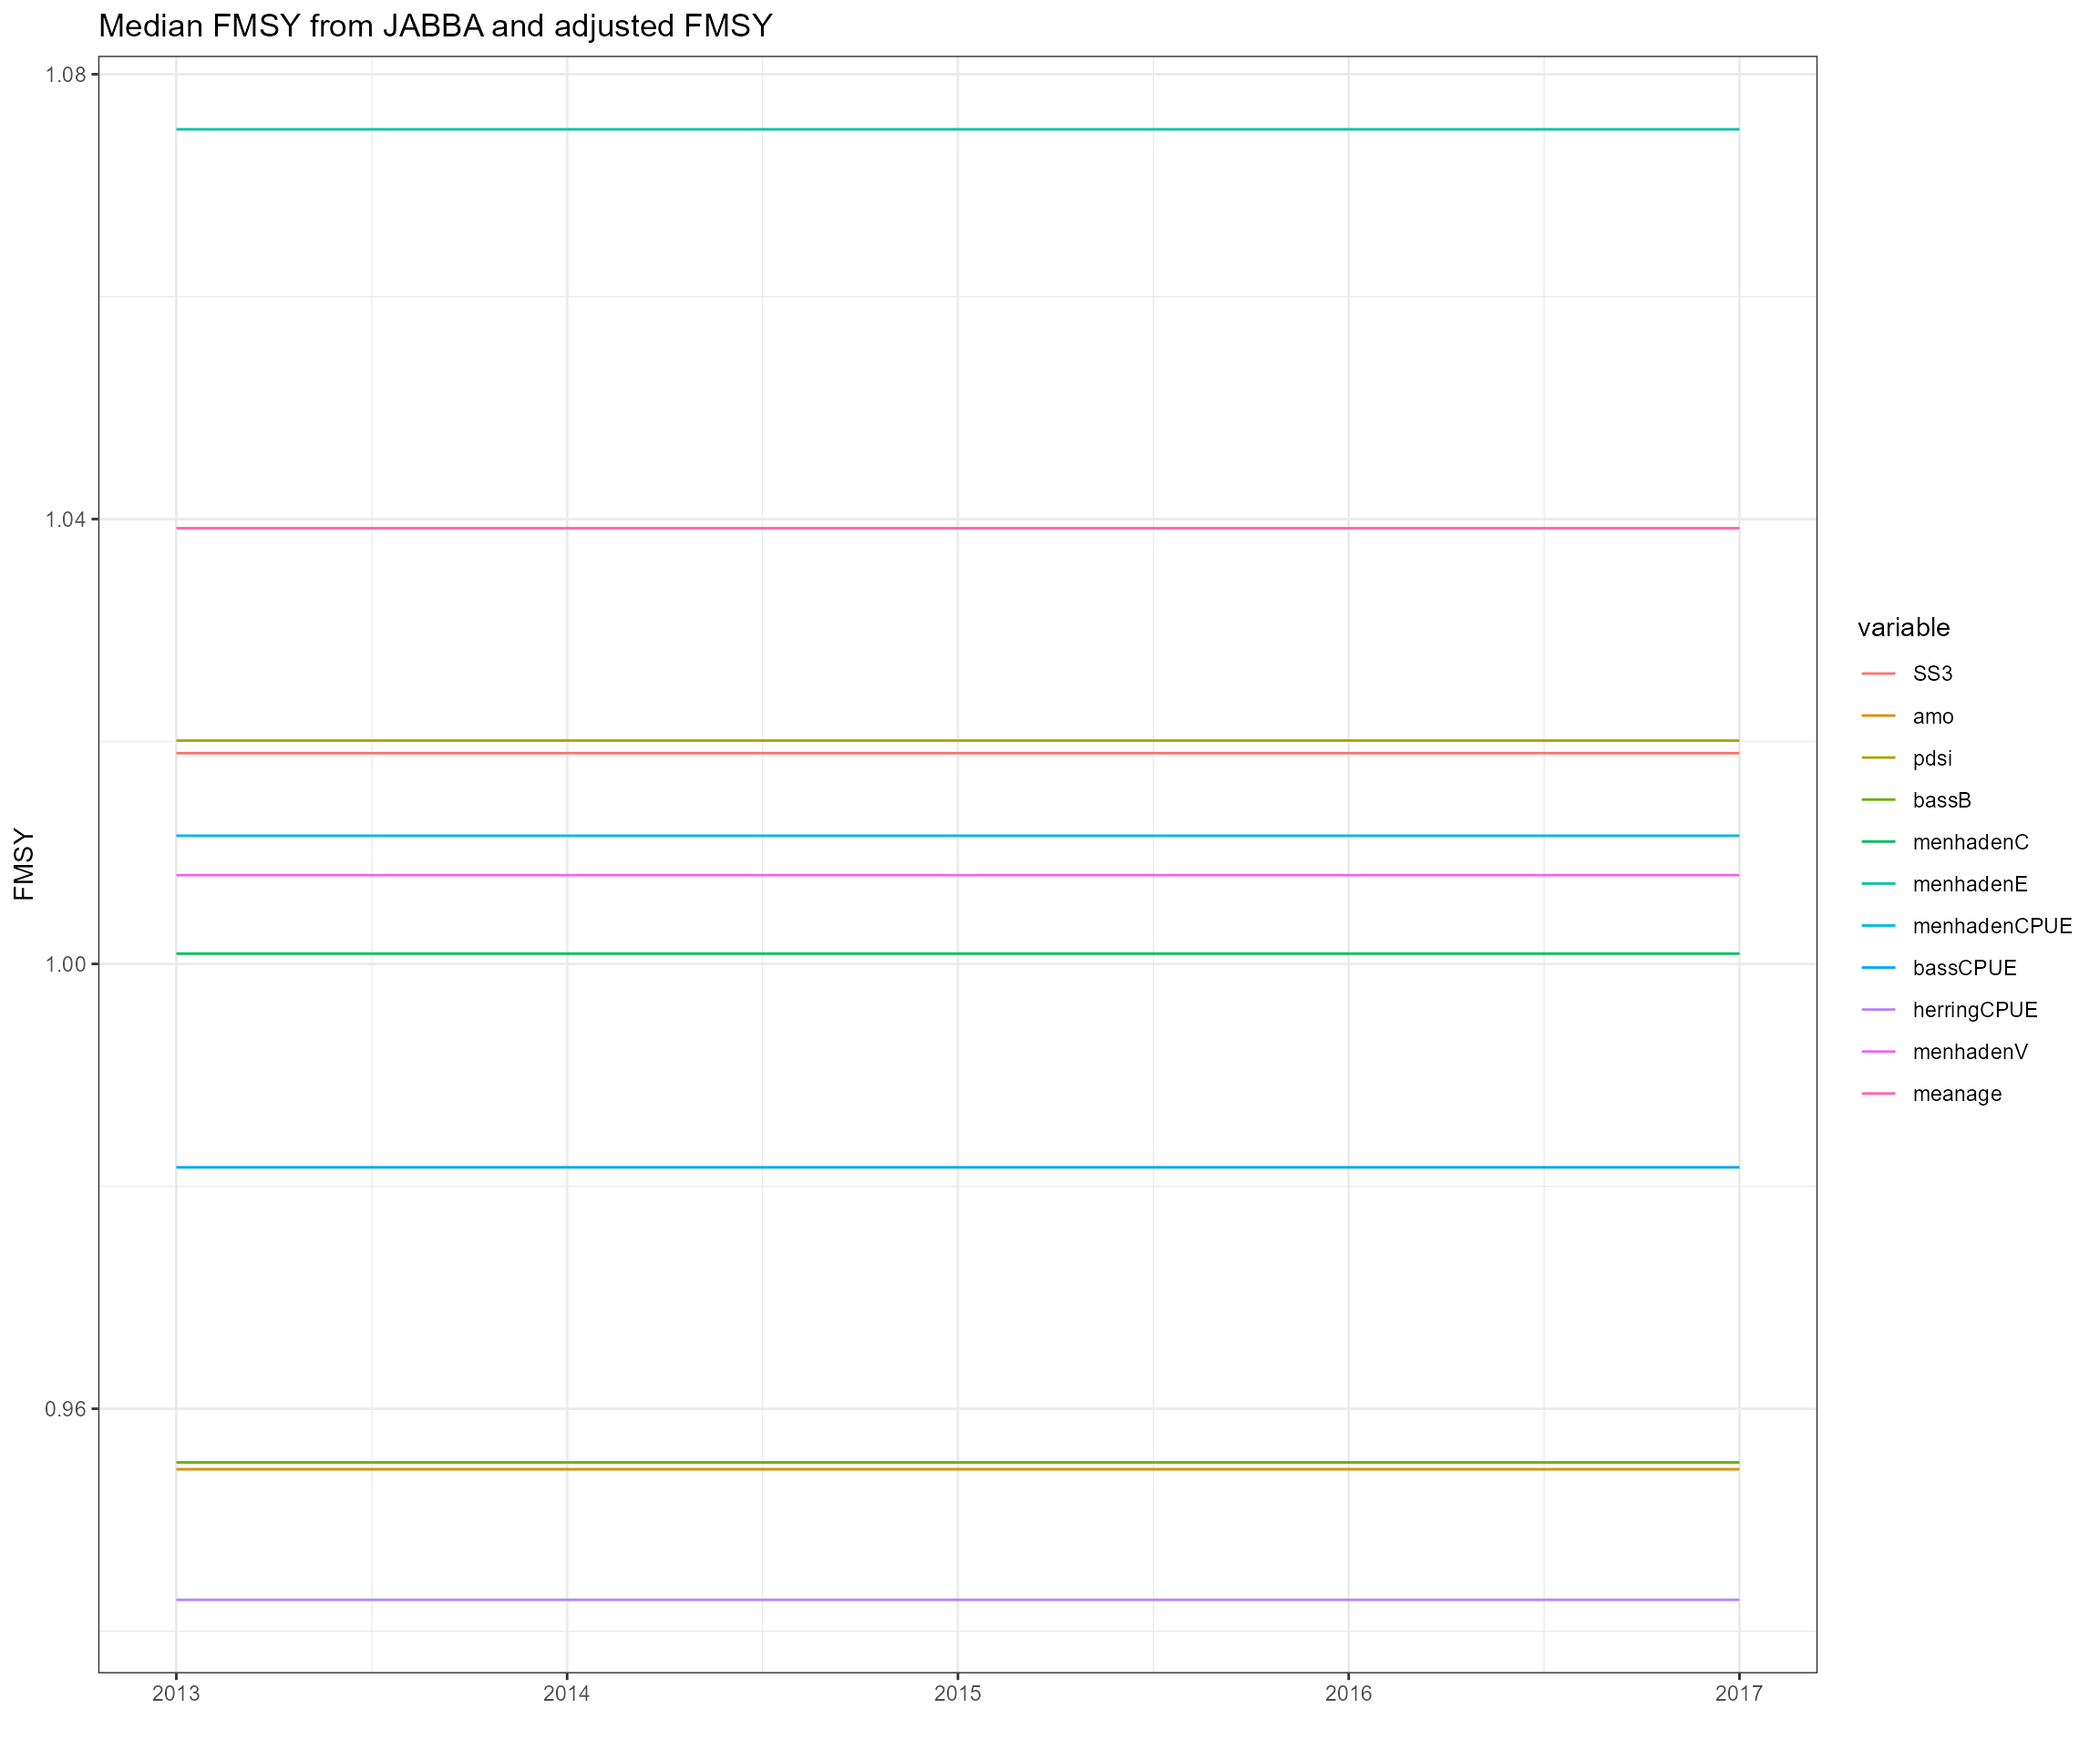 Median FMSY from JABBA and adjusted FMSY
1.08
1.04
1.00
0.96
FMSY
2013
2014
2015
2016
2017
variable
SS3
amo
pdsi
bassB
menhadenC
menhadenE
menhadenCPUE
bassCPUE
herringCPUE
menhadenV
meanage